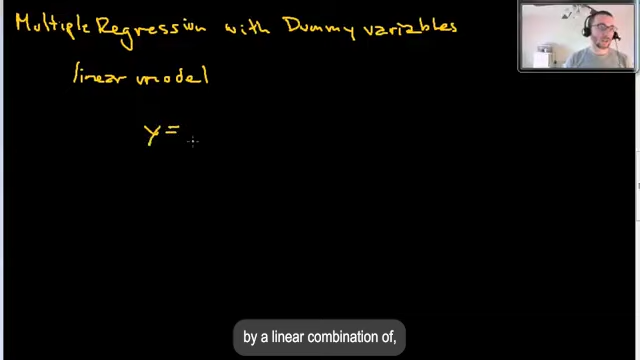 Multiple Regression with Dummy variables
linear model
y =
by a linear combination of,